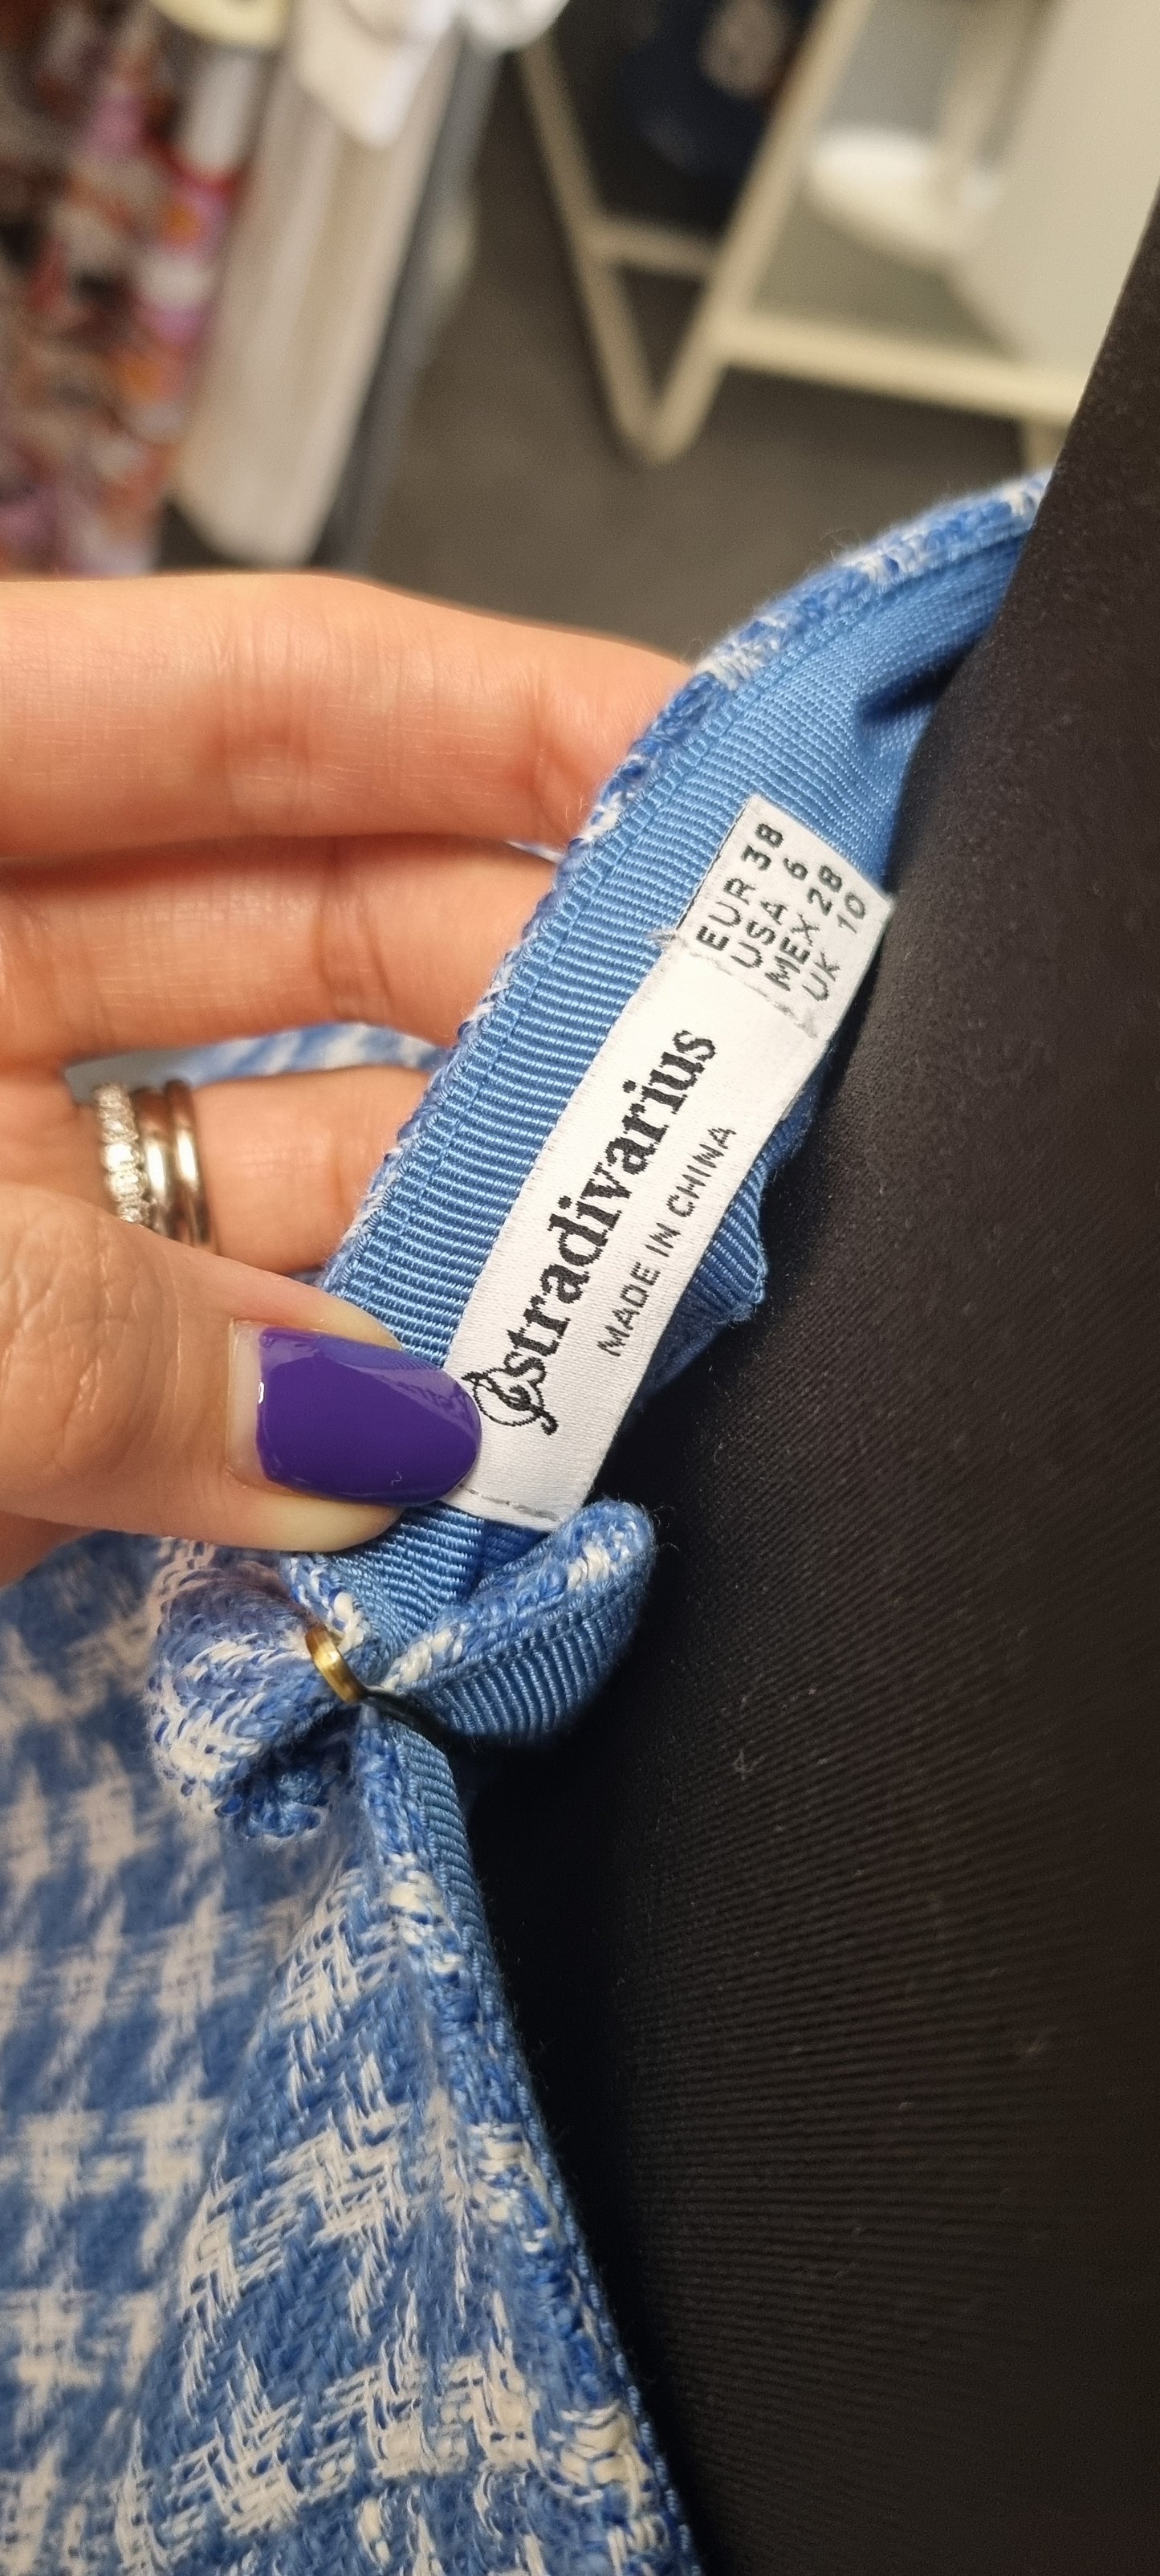 Stradivarius
MADE IN CHINA
EUR 38
USA 6
MEX 28
UK 10